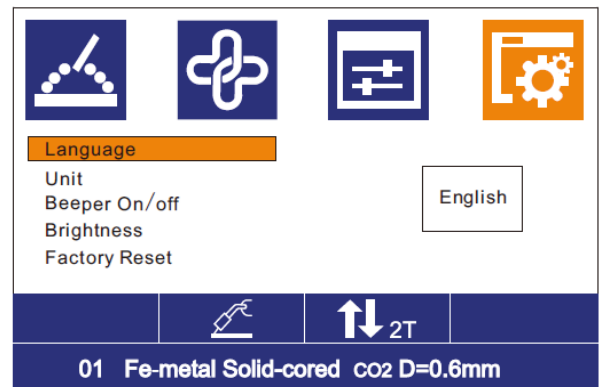 Language
Unit
Beeper On/off
Brightness
Factory Reset
English
2T
01 Fe-metal Solid-cored CO2 D=0.6mm